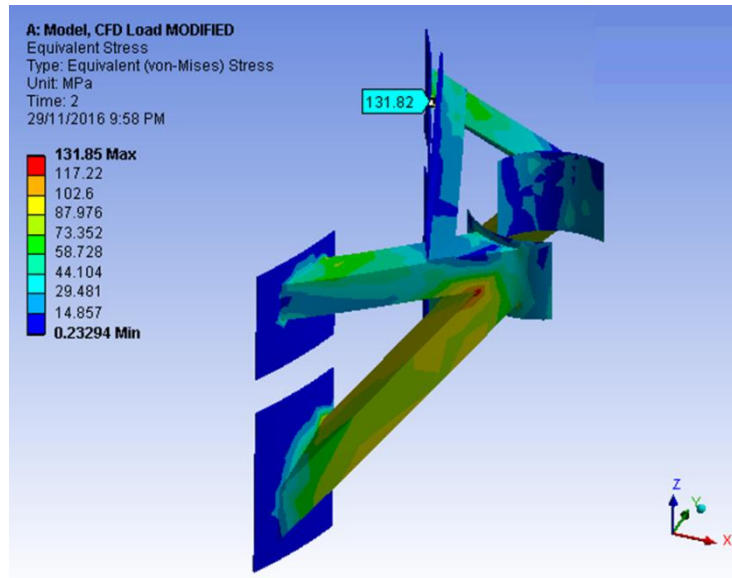 A: Model, CFD Load MODIFIED
Equivalent Stress
Type: Equivalent (von-Mises) Stress
Unit: MPa
Time: 2
29/11/2016 9:58 PM
131.85 Max
117.22
102.6
87.976
73.352
58.728
44.104
29.481
14.857
0.23294 Min
131.82
Z
Y
X